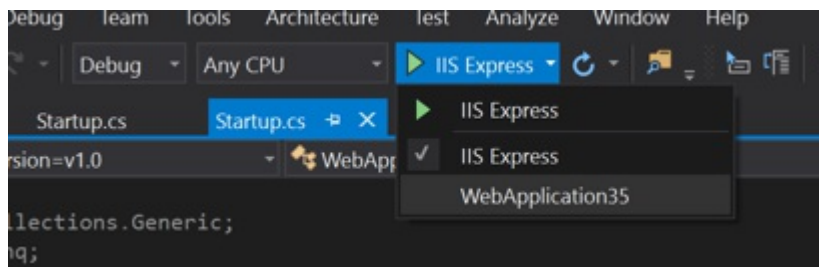 Debug Team Tools Architecture Test Analyze Window Help
Debug Any CPU IIS Express
IIS Express
Startup.cs Startup.cs
IIS Express
rsion=v1.0 WebApp
WebApplication35
llections.Generic;
nq;